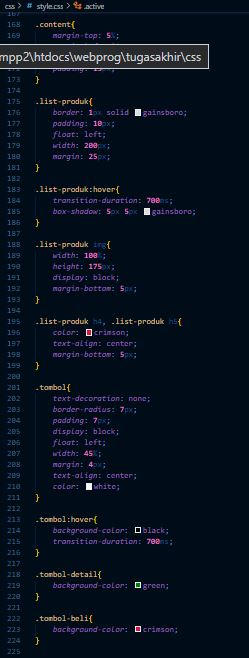 css > # style.css > .active
167
168 .content{
169 margin-top: 5%;
mpp2\htdocs\webprog\tugasakhir\css
173 }
174
175 .list-produk{
176 border: 1px solid gainsboro;
177 padding: 15px;
178 float: left;
179 width: 200px;
180 margin: 25px;
181 }
182
183 .list-produk:hover{
184 transition-duration: 700ms;
185 box-shadow: 5px 5px gainsboro;
186 }
187
188 .list-produk img{
189 width: 100%;
190 height: 175px;
191 display: block;
192 margin-bottom: 5px;
193 }
194
195 .list-produk h4, .list-produk h5{
196 color: crimson;
197 text-align: center;
198 margin-bottom: 5px;
199 }
200
201 .tombol{
202 text-decoration: none;
203 border-radius: 7px;
204 padding: 7px;
205 display: block;
206 float: left;
207 width: 45%;
208 margin: 4px;
209 text-align: center;
210 color: white;
211 }
212
213 .tombol:hover{
214 background-color: black;
215 transition-duration: 700ms;
216 }
217
218 .tombol-detail{
219 background-color: green;
220 }
221
222 .tombol-beli{
223 background-color: crimson;
224 }
225